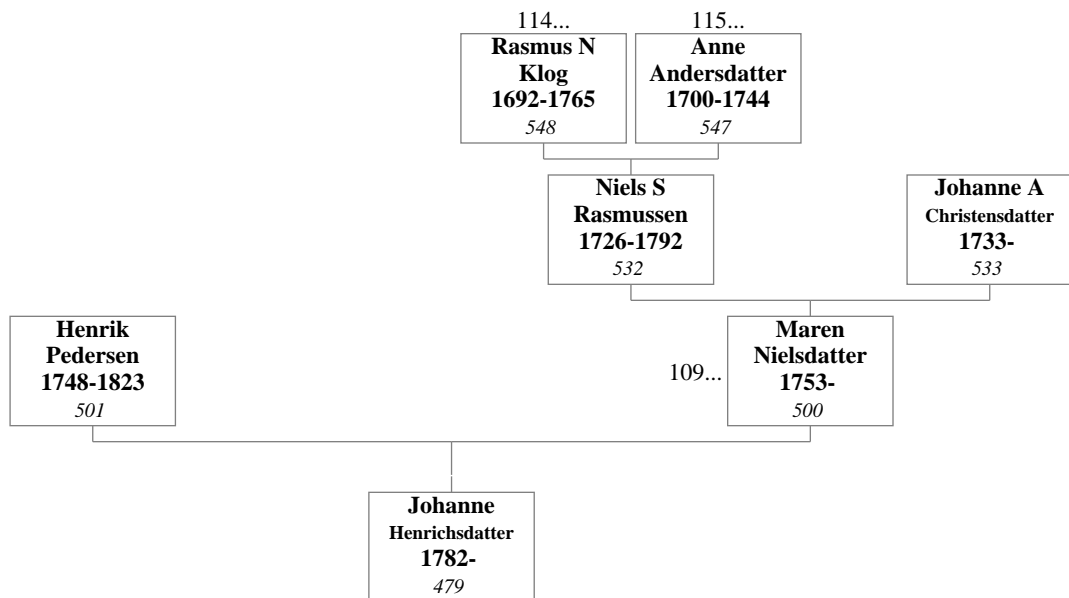 114...
115...
Rasmus N
Klog
1692-1765
548
Anne
Andersdatter
1700-1744
547
Niels S
Rasmussen
1726-1792
532
Johanne A
Christensdatter
1733-
533
Henrik
Pedersen
1748-1823
501
109...
Maren
Nielsdatter
1753-
500
Johanne
Henrichsdatter
1782-
479